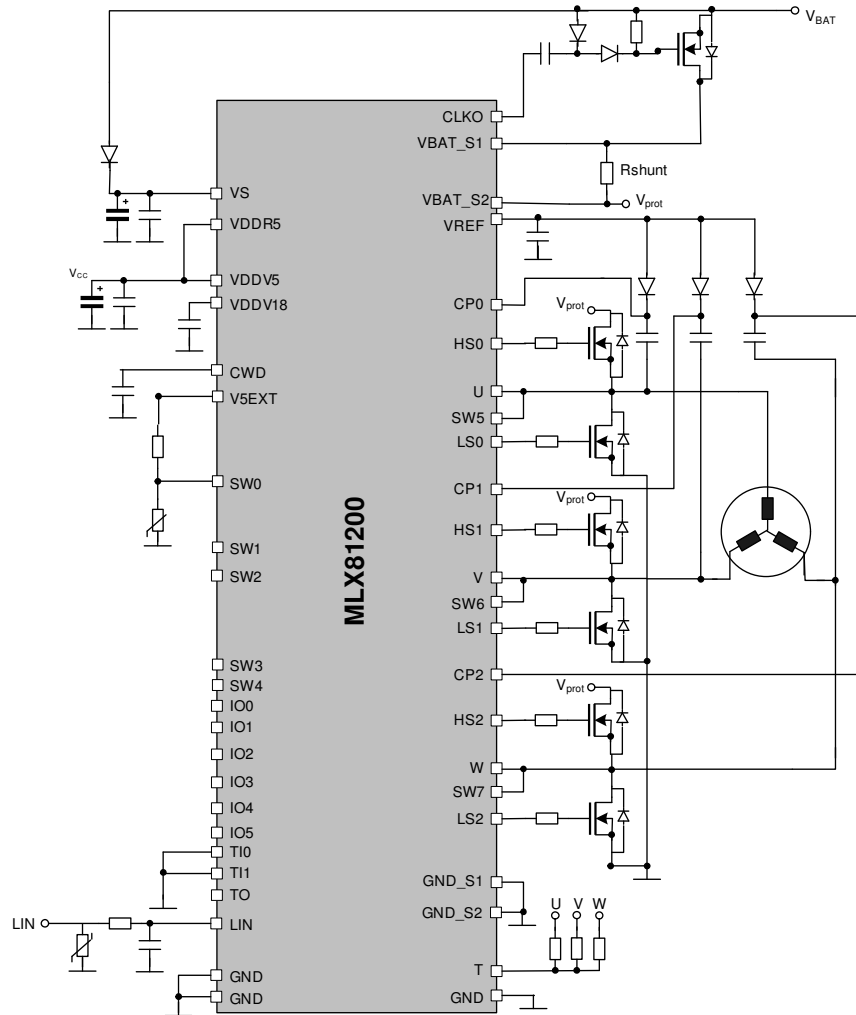 V_BAT
CLKO
VBAT_S1
Rshunt
VBAT_S2
V_prot
VREF
VS
VDDR5
V_CC
VDDV5
VDDV18
CP0
V_prot
HS0
CWD
V5EXT
U
SW5
LS0
SW0
CP1
V_prot
HS1
MLX81200
SW1
SW2
V
SW6
LS1
SW3
SW4
CP2
V_prot
IO0
IO1
HS2
IO2
W
IO3
SW7
IO4
LS2
IO5
TI0
TI1
TO
GND_S1
GND_S2
U V W
LIN
LIN
T
GND
GND
GND